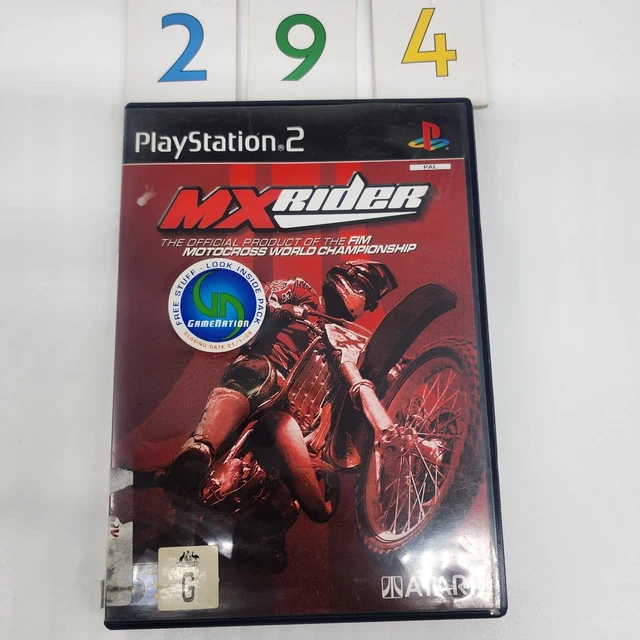 2 9 4
PlayStation®2
PAL
MX RIDER
THE OFFICIAL PRODUCT OF THE FIM
MOTOCROSS WORLD CHAMPIONSHIP
FREE STUFF - LOOK INSIDE PACK
GAMENATION
G
ATARI